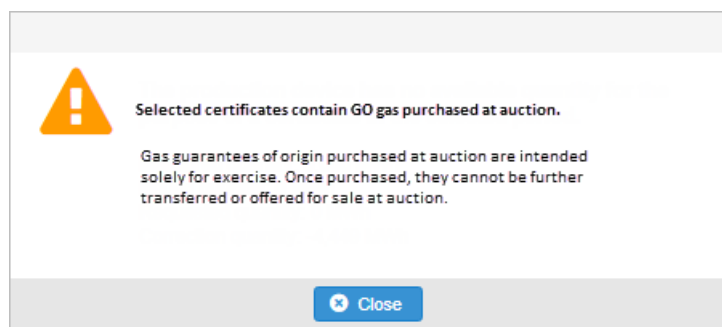 Selected certificates contain GO gas purchased at auction.
Gas guarantees of origin purchased at auction are intended
solely for exercise. Once purchased, they cannot be further
transferred or offered for sale at auction.
Close